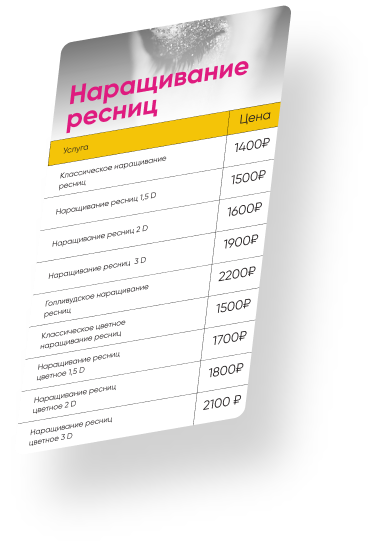 Наращивание
ресниц
Услуга Цена
Классическое наращивание
ресниц 1400₽
Наращивание ресниц 1,5 D 1500₽
Наращивание ресниц 2 D 1600₽
Наращивание ресниц 3 D 1900₽
Голливудское наращивание
ресниц 2200₽
Классическое цветное
наращивание ресниц 1500₽
Наращивание ресниц
цветное 1,5 D 1700₽
Наращивание ресниц
цветное 2 D 1800₽
Наращивание ресниц
цветное 3 D 2100 ₽